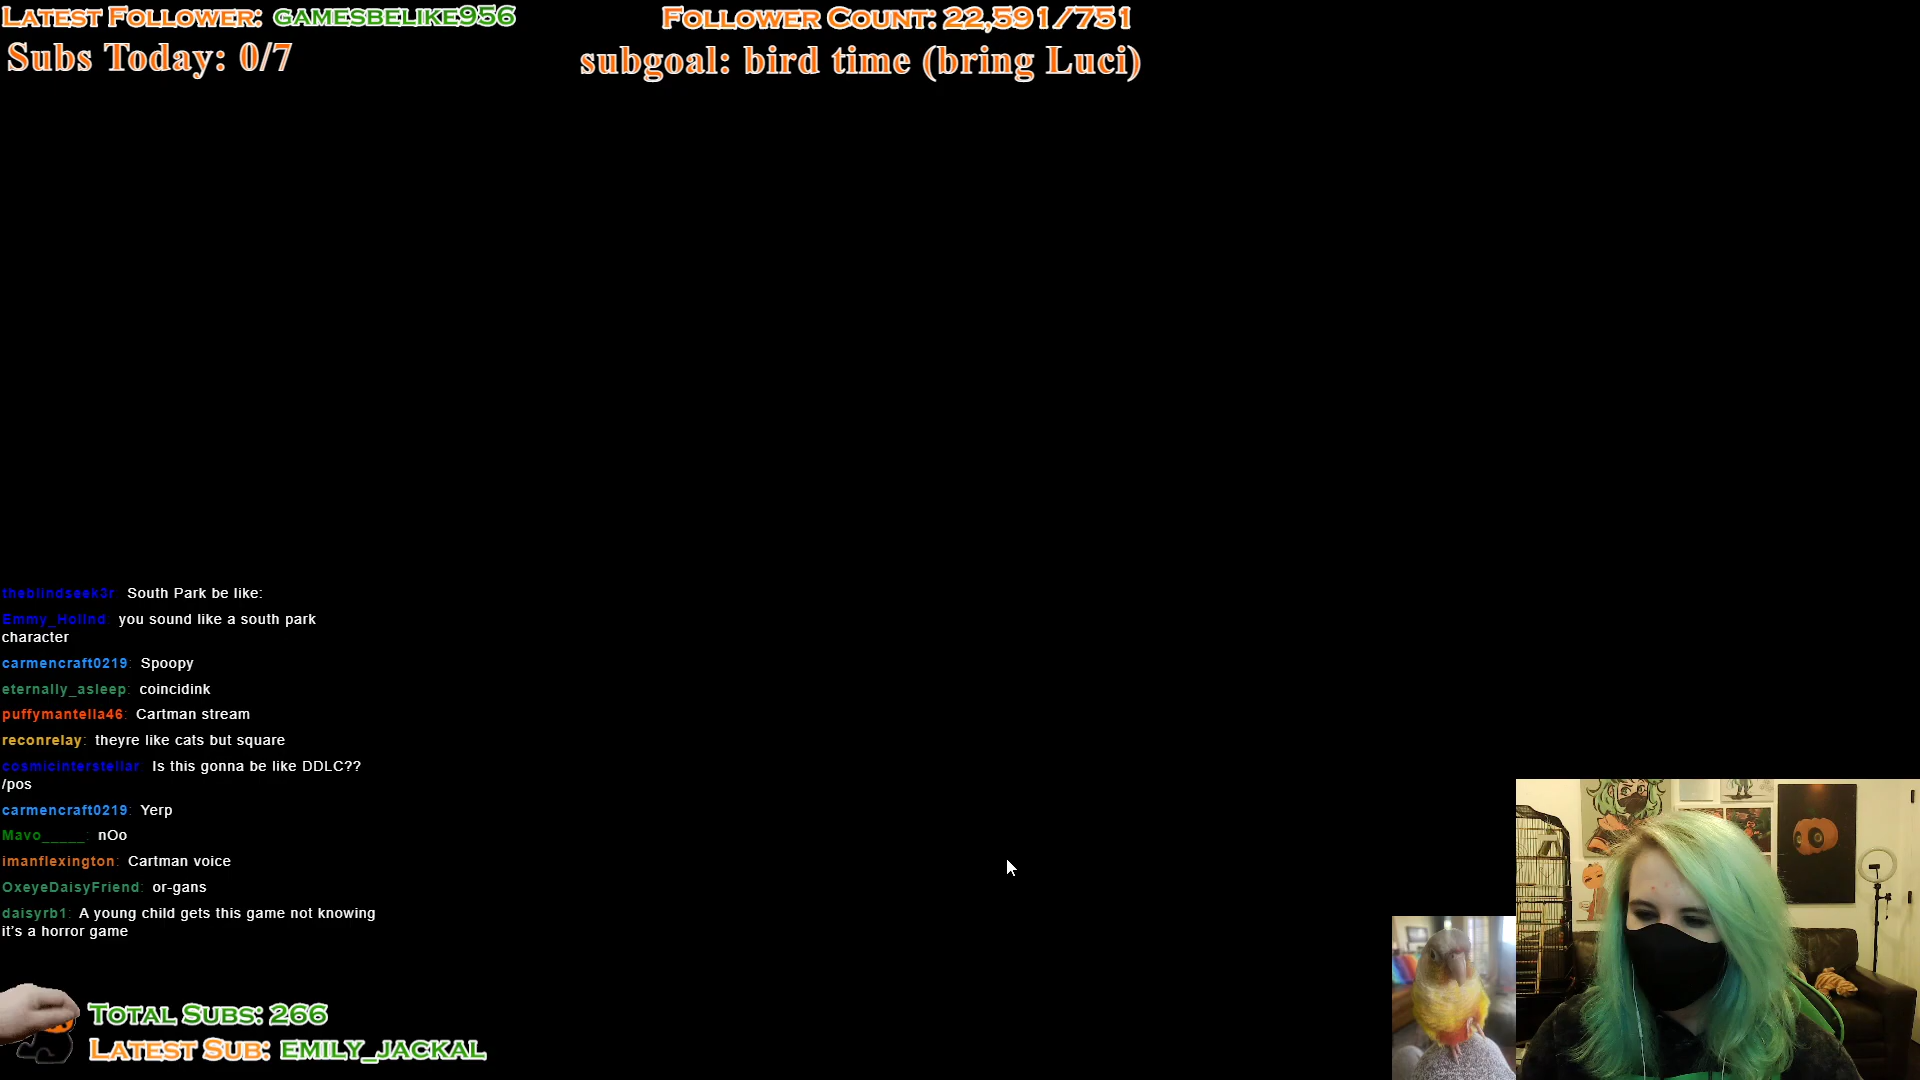 LATEST FOLLOWER: GAMESBELIKE956
FOLLOWER COUNT: 22,591/751
Subs Today: 0/7
subgoal: bird time (bring Luci)
theblindseek3r: South Park be like:
Emmy_Hollnd: you sound like a south park
character
carmencraft0219: Spoopy
eternally_asleep: coincidink
puffymantella46: Cartman stream
reconrelay: theyre like cats but square
cosmicinterstellar: Is this gonna be like DDLC??
/pos
carmencraft0219: Yerp
Mavo_____: nOo
imanflexington: Cartman voice
OxeyeDaisyFriend: or-gans
daisyrb1: A young child gets this game not knowing
it's a horror game
TOTAL SUBS: 266
LATEST SUB: EMILY_JACKAL